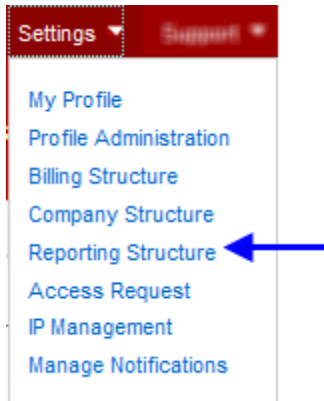 Settings
My Profile
Profile Administration
Billing Structure
Company Structure
Reporting Structure
Access Request
IP Management
Manage Notifications